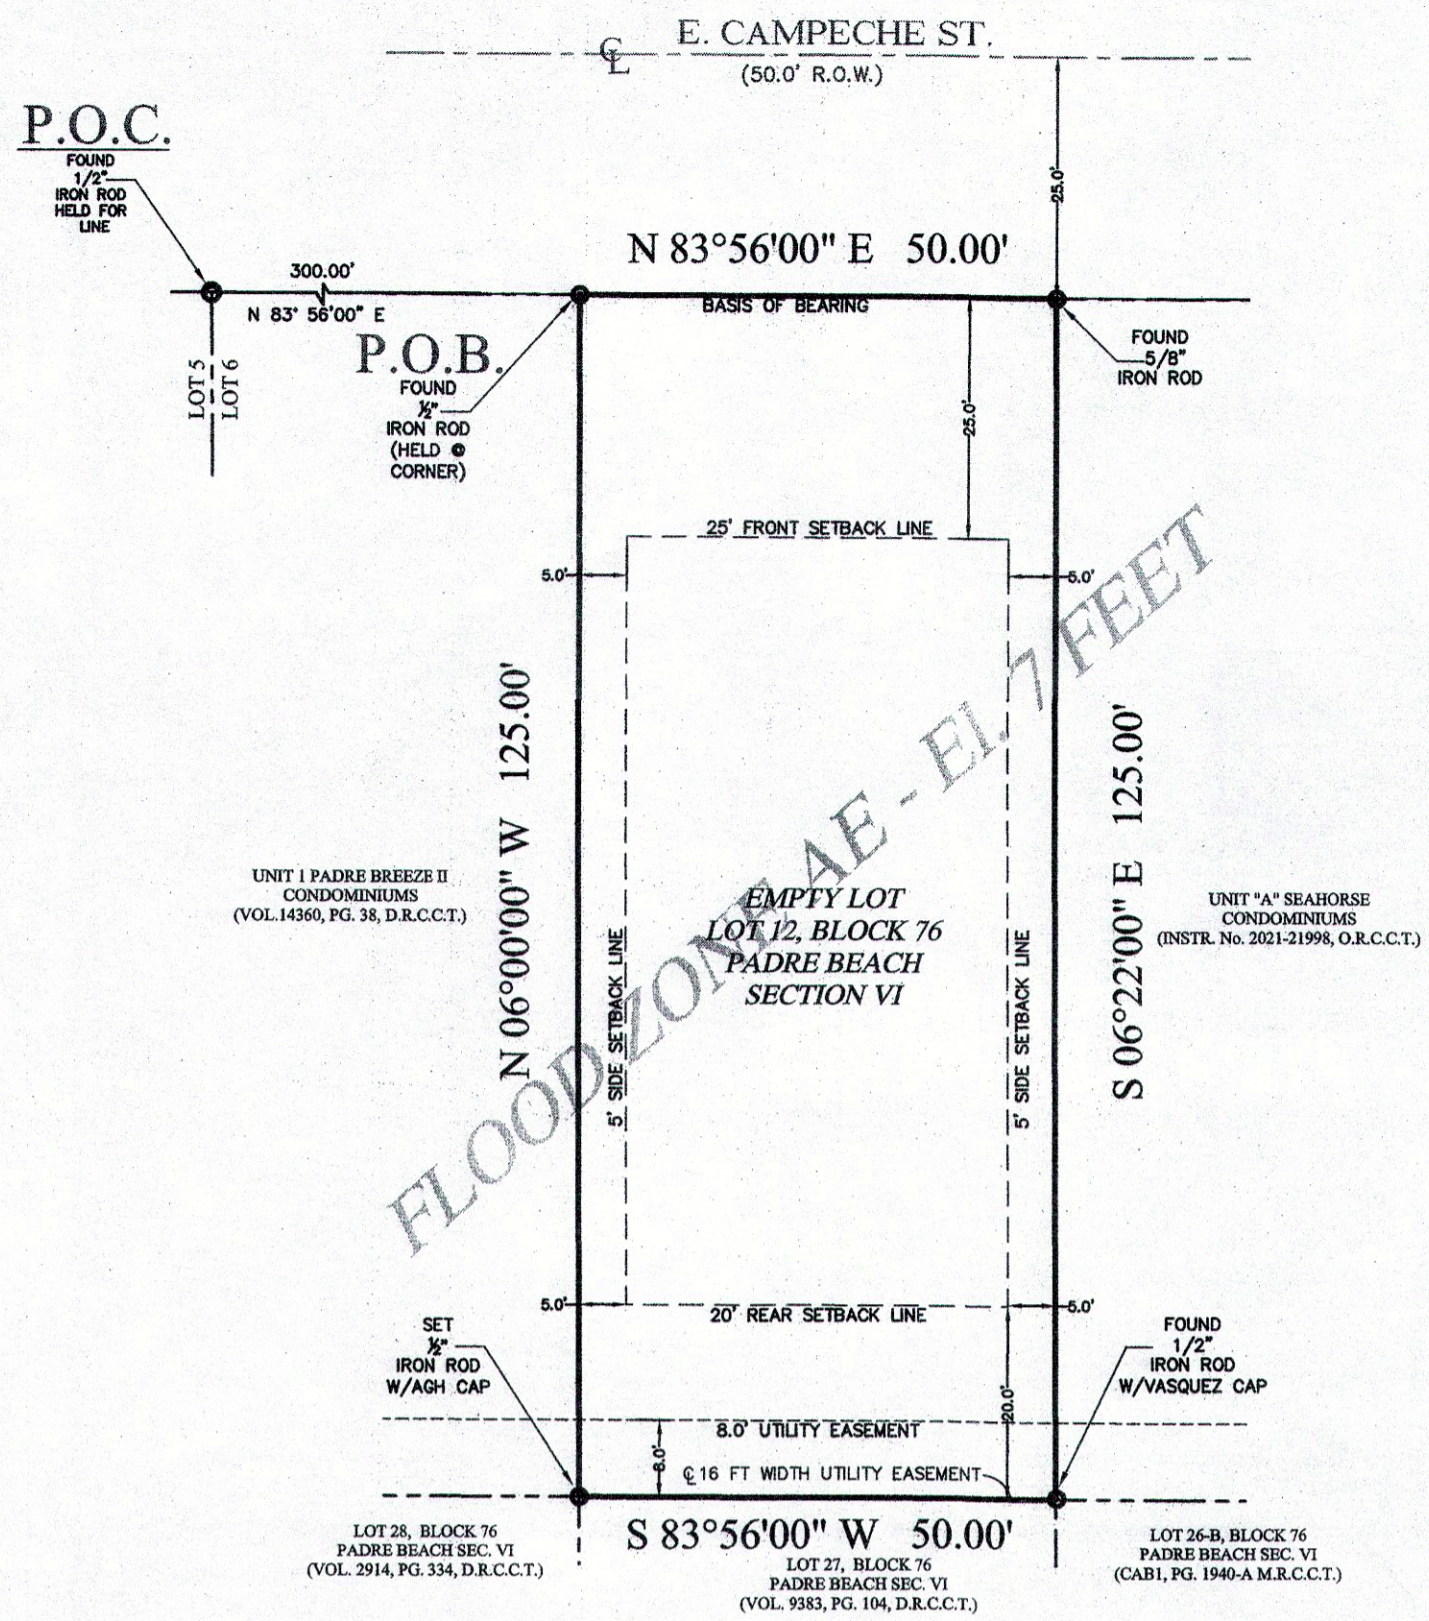 E. CAMPECHE ST.
℄
(50.0' R.O.W.)
P.O.C.
FOUND
1/2"
IRON ROD
HELD FOR
LINE
25.0'
N 83°56'00" E 50.00'
300.00'
N 83° 56'00" E
BASIS OF BEARING
P.O.B.
FOUND
½"
IRON ROD
(HELD @
CORNER)
LOT 5
LOT 6
FOUND
5/8"
IRON ROD
25.0'
25' FRONT SETBACK LINE
5.0'
5.0'
N 06°00'00" W 125.00'
S 06°22'00" E 125.00'
FLOOD ZONE AE - El. 7 FEET
UNIT 1 PADRE BREEZE II
CONDOMINIUMS
(VOL.14360, PG. 38, D.R.C.C.T.)
EMPTY LOT
LOT 12, BLOCK 76
PADRE BEACH
SECTION VI
UNIT "A" SEAHORSE
CONDOMINIUMS
(INSTR. No. 2021-21998, O.R.C.C.T.)
5' SIDE SETBACK LINE
5' SIDE SETBACK LINE
5.0'
5.0'
20' REAR SETBACK LINE
SET
½"
IRON ROD
W/AGH CAP
FOUND
1/2"
IRON ROD
W/VASQUEZ CAP
20.0'
8.0' UTILITY EASEMENT
8.0'
℄ 16 FT WIDTH UTILITY EASEMENT
S 83°56'00" W 50.00'
LOT 28, BLOCK 76
PADRE BEACH SEC. VI
(VOL. 2914, PG. 334, D.R.C.C.T.)
LOT 27, BLOCK 76
PADRE BEACH SEC. VI
(VOL. 9383, PG. 104, D.R.C.C.T.)
LOT 26-B, BLOCK 76
PADRE BEACH SEC. VI
(CAB1, PG. 1940-A M.R.C.C.T.)